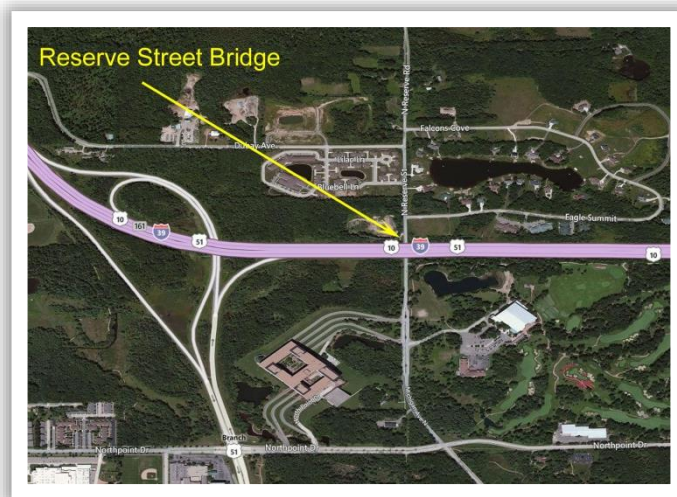 Reserve Street Bridge
N Reserve Rd
Falcons Cove
Dubay Ave
Bluebell Ln
N Reserve St
Eagle Summit
10
161
39
51
10
39
51
10
Branch
51
Northpoint Dr
Northpoint Dr
Northpoint Dr